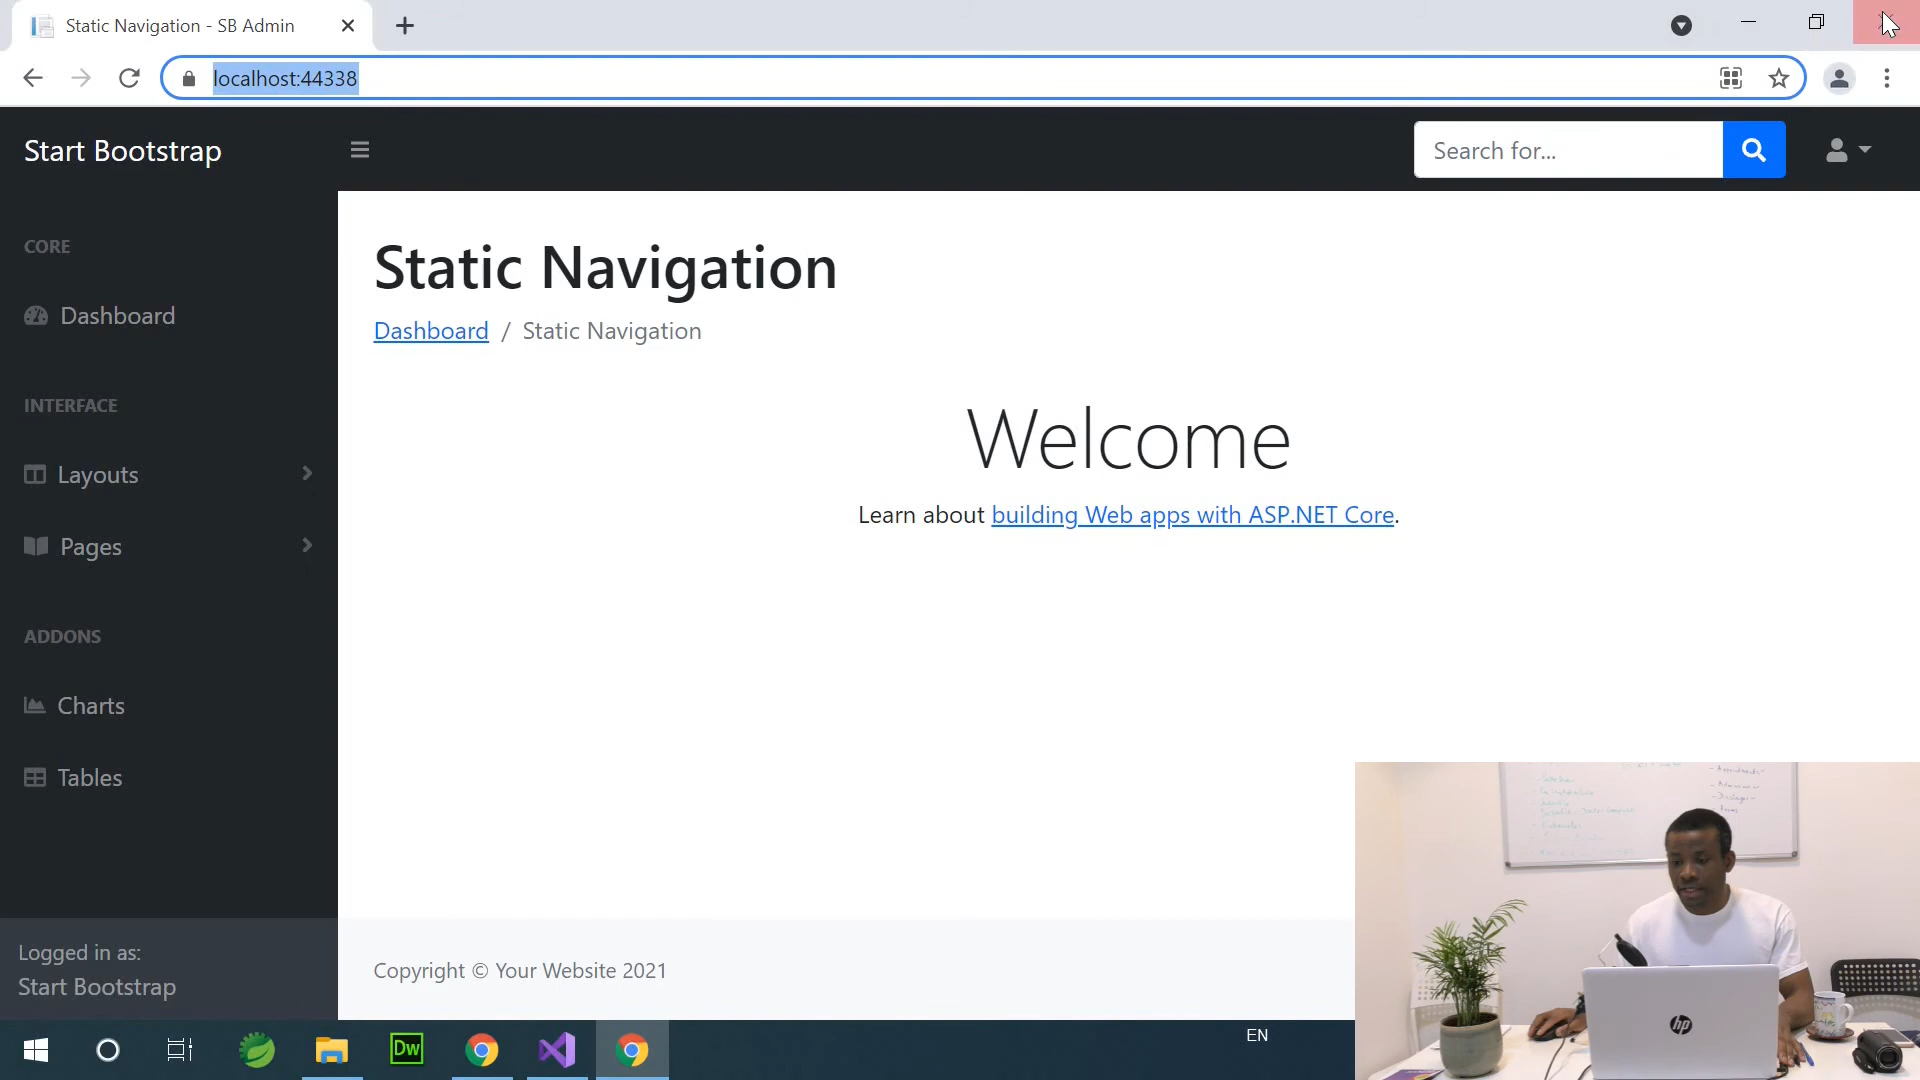 Static Navigation - SB Admin
localhost:44338
Start Bootstrap
Search for...
CORE
Dashboard
INTERFACE
Layouts
Pages
ADDONS
Charts
Tables
Logged in as:
Start Bootstrap
Static Navigation
Dashboard / Static Navigation
Welcome
Learn about building Web apps with ASP.NET Core.
Copyright © Your Website 2021
Dw
EN
hp